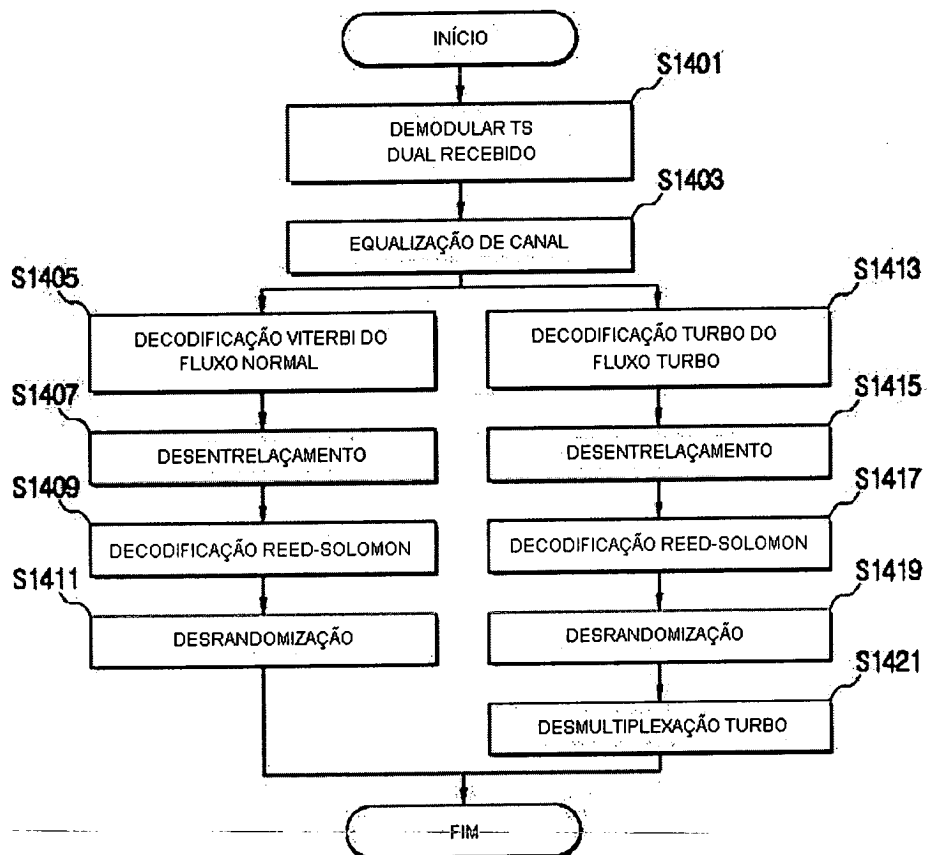 INÍCIO
S1401
DEMODULAR TS
DUAL RECEBIDO
S1403
EQUALIZAÇÃO DE CANAL
S1405
DECODIFICAÇÃO VITERBI DO
FLUXO NORMAL
S1407
DESENTRELAÇAMENTO
S1409
DECODIFICAÇÃO REED-SOLOMON
S1411
DESRANDOMIZAÇÃO
S1413
DECODIFICAÇÃO TURBO DO
FLUXO TURBO
S1415
DESENTRELAÇAMENTO
S1417
DECODIFICAÇÃO REED-SOLOMON
S1419
DESRANDOMIZAÇÃO
S1421
DESMULTIPLEXAÇÃO TURBO
FIM